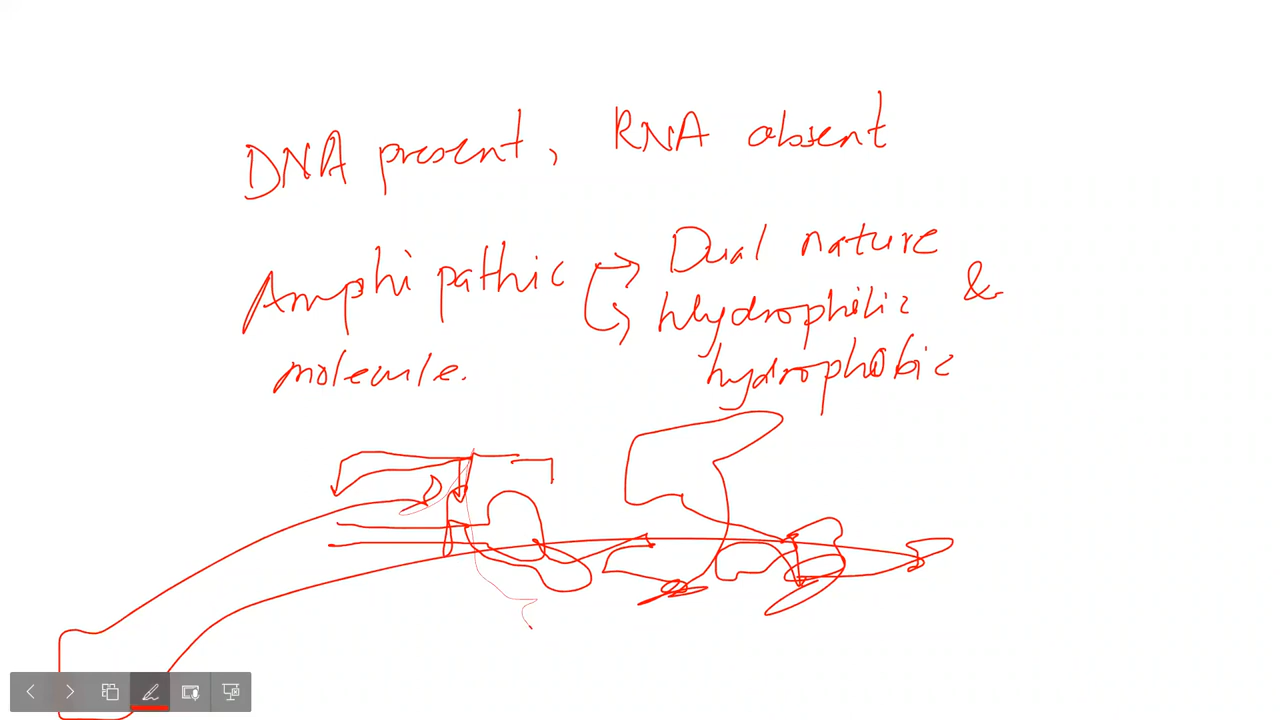 DNA present, RNA absent
Amphipathic → Dual nature
hydrophilic &
molecule. hydrophobic